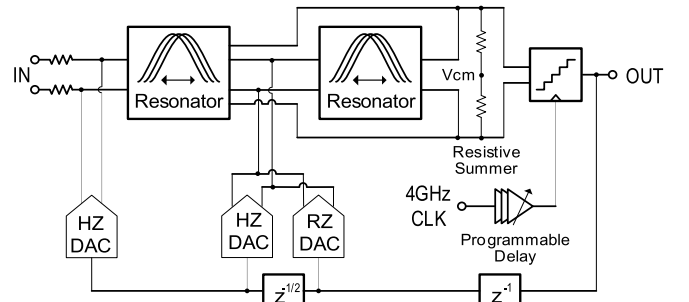 IN
Resonator
Resonator
Vcm
OUT
Resistive
Summer
4GHz
CLK
Programmable
Delay
HZ
DAC
HZ
DAC
RZ
DAC
z-1/2
z-1